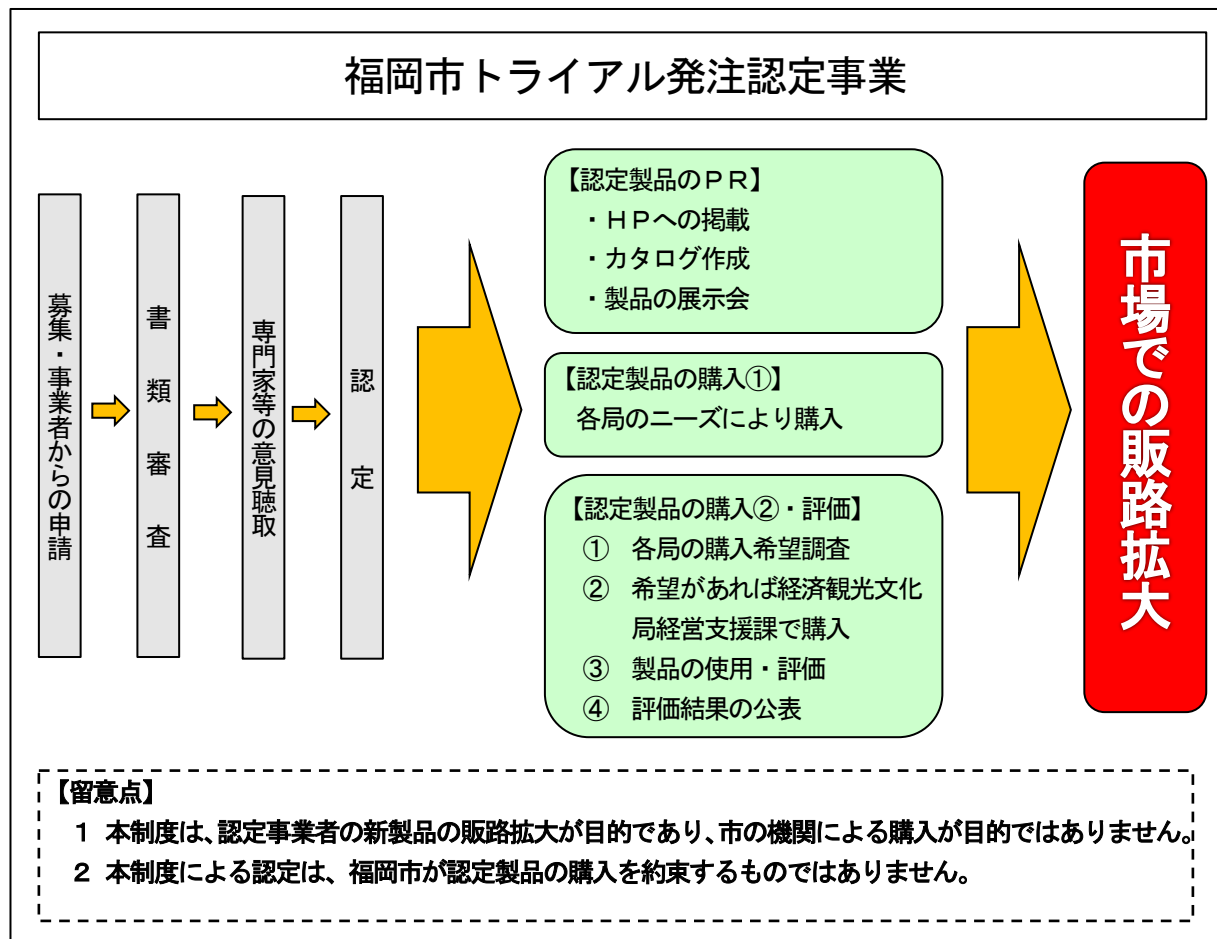 福岡市トライアル発注認定事業
募集・事業者からの申請
書類審査
専門家等の意見聴取
認定
【認定製品のＰＲ】
・ＨＰへの掲載
・カタログ作成
・製品の展示会
【認定製品の購入①】
各局のニーズにより購入
【認定製品の購入②・評価】
① 各局の購入希望調査
② 希望があれば経済観光文化
局経営支援課で購入
③ 製品の使用・評価
④ 評価結果の公表
市場での販路拡大
【留意点】
１ 本制度は、認定事業者の新製品の販路拡大が目的であり、市の機関による購入が目的ではありません。
２ 本制度による認定は、福岡市が認定製品の購入を約束するものではありません。